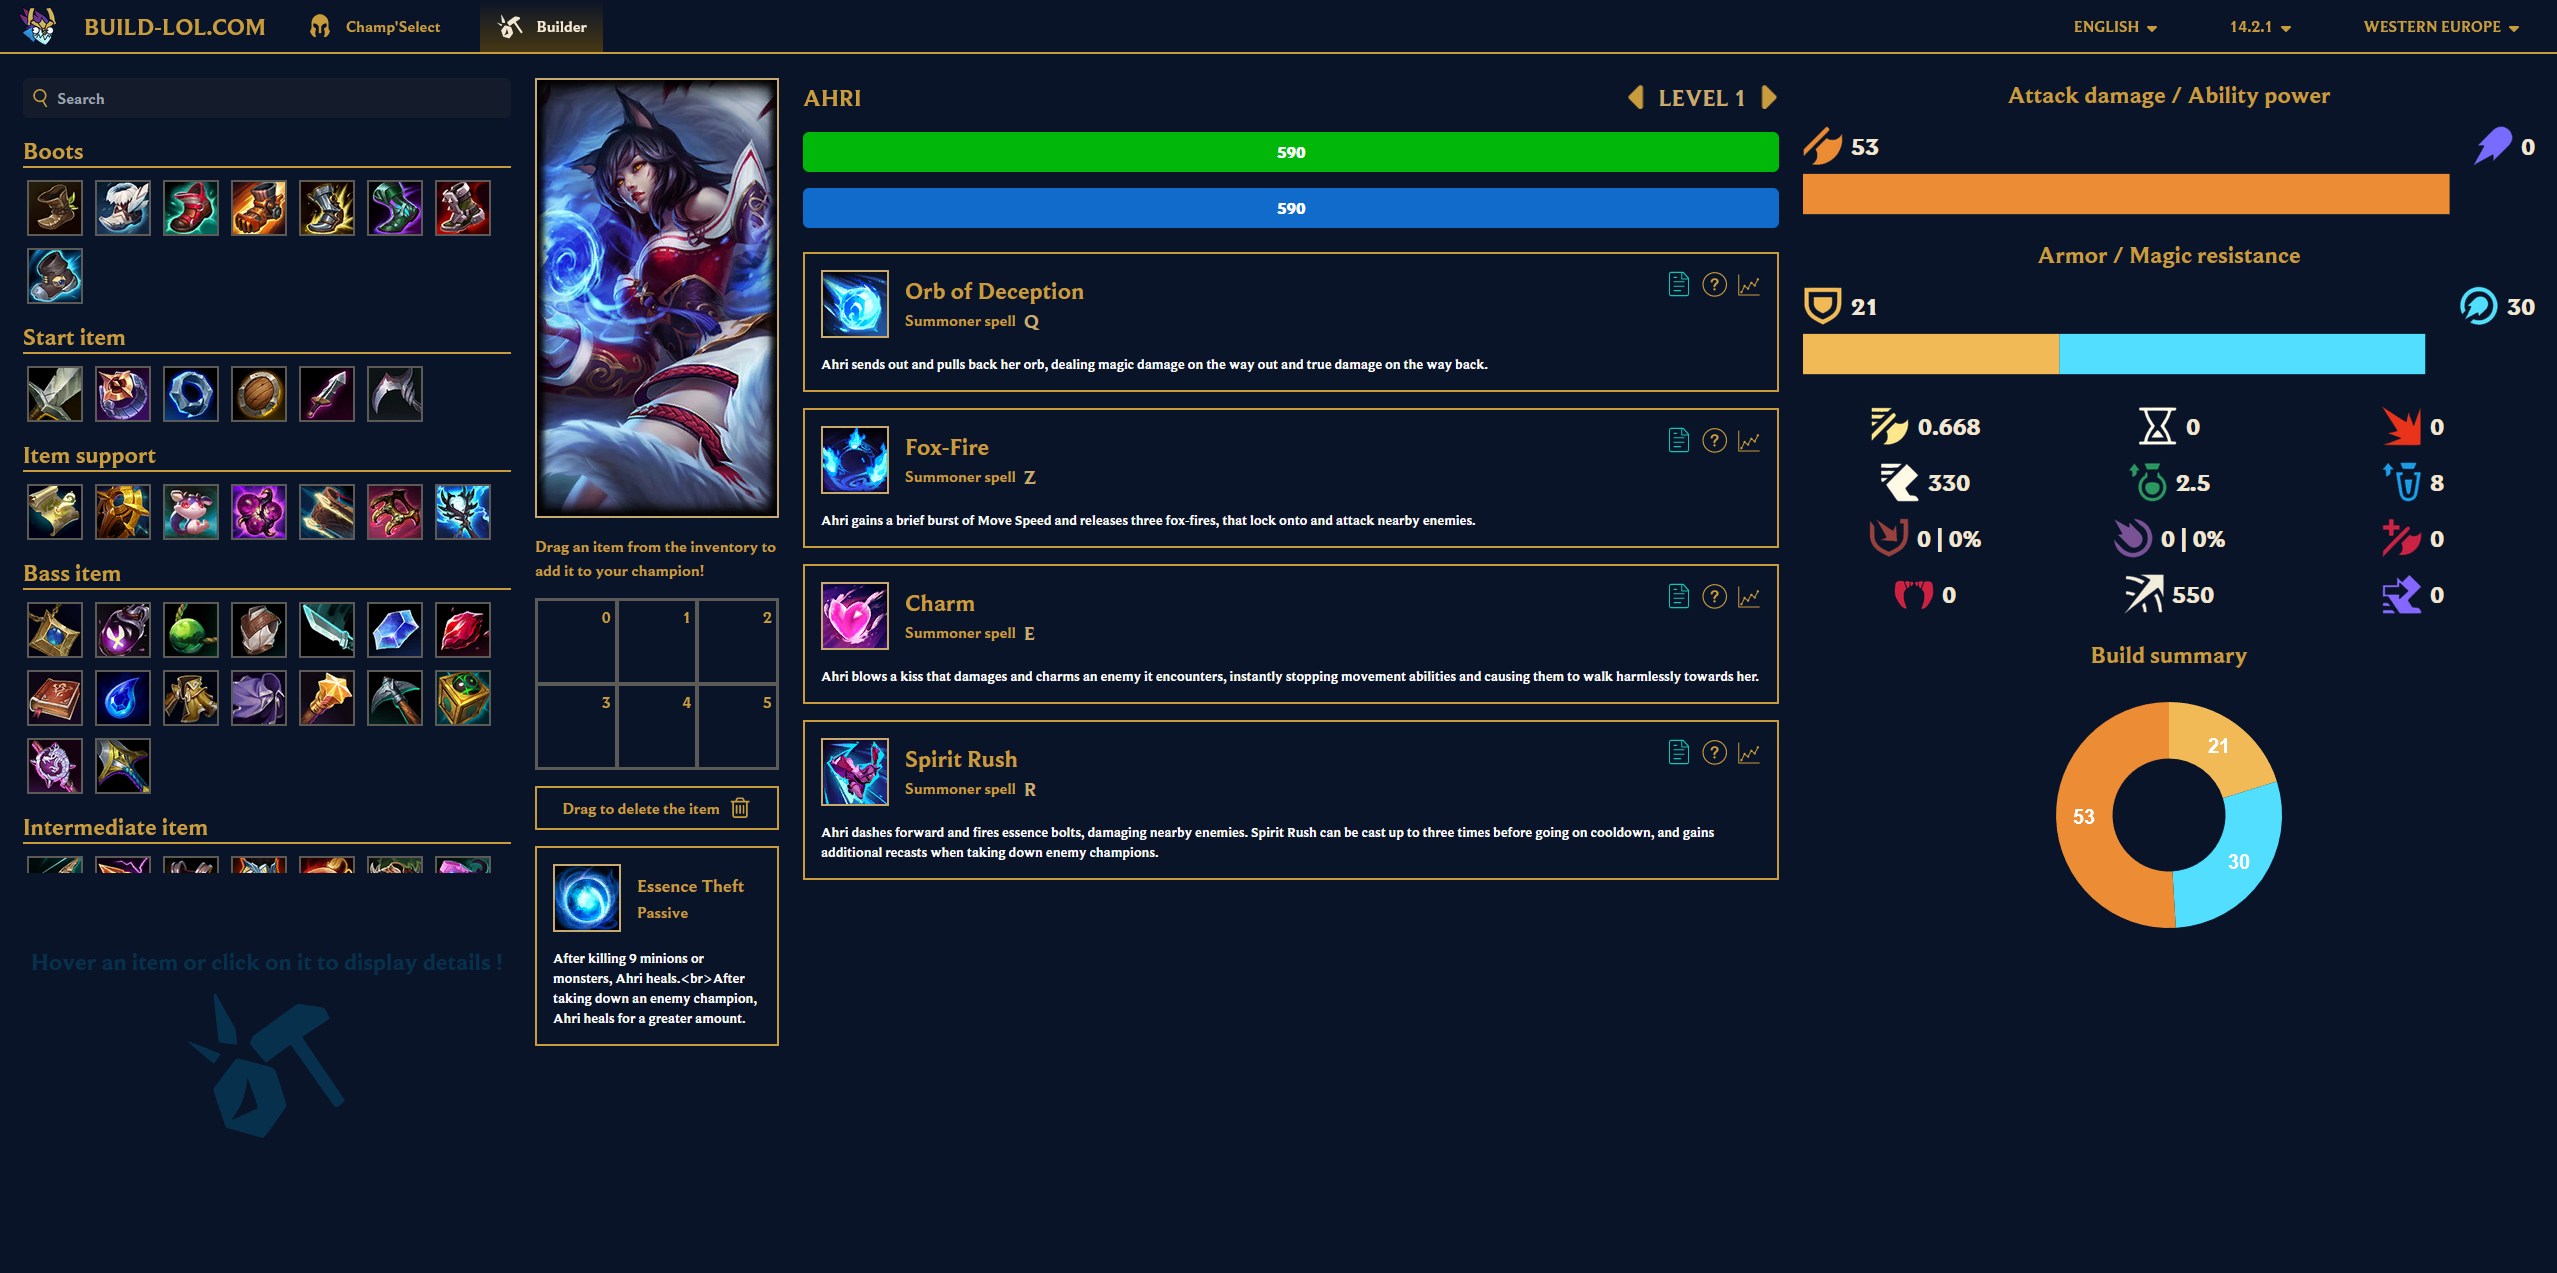 BUILD-LOL.COM
Champ'Select
Builder
ENGLISH
14.2.1
WESTERN EUROPE
Search
Boots
Start item
Item support
Bass item
Intermediate item
Hover an item or click on it to display details !
Drag an item from the inventory to
add it to your champion!
0 1 2
3 4 5
Drag to delete the item
Essence Theft
Passive
After killing 9 minions or
monsters, Ahri heals.<br>After
taking down an enemy champion,
Ahri heals for a greater amount.
AHRI
LEVEL 1
590
590
Orb of Deception
Summoner spell Q
Ahri sends out and pulls back her orb, dealing magic damage on the way out and true damage on the way back.
Fox-Fire
Summoner spell Z
Ahri gains a brief burst of Move Speed and releases three fox-fires, that lock onto and attack nearby enemies.
Charm
Summoner spell E
Ahri blows a kiss that damages and charms an enemy it encounters, instantly stopping movement abilities and causing them to walk harmlessly towards her.
Spirit Rush
Summoner spell R
Ahri dashes forward and fires essence bolts, damaging nearby enemies. Spirit Rush can be cast up to three times before going on cooldown, and gains
additional recasts when taking down enemy champions.
Attack damage / Ability power
53 0
Armor / Magic resistance
21 30
0.668 0 0
330 2.5 8
0 | 0% 0 | 0% 0
0 550 0
Build summary
21
53
30